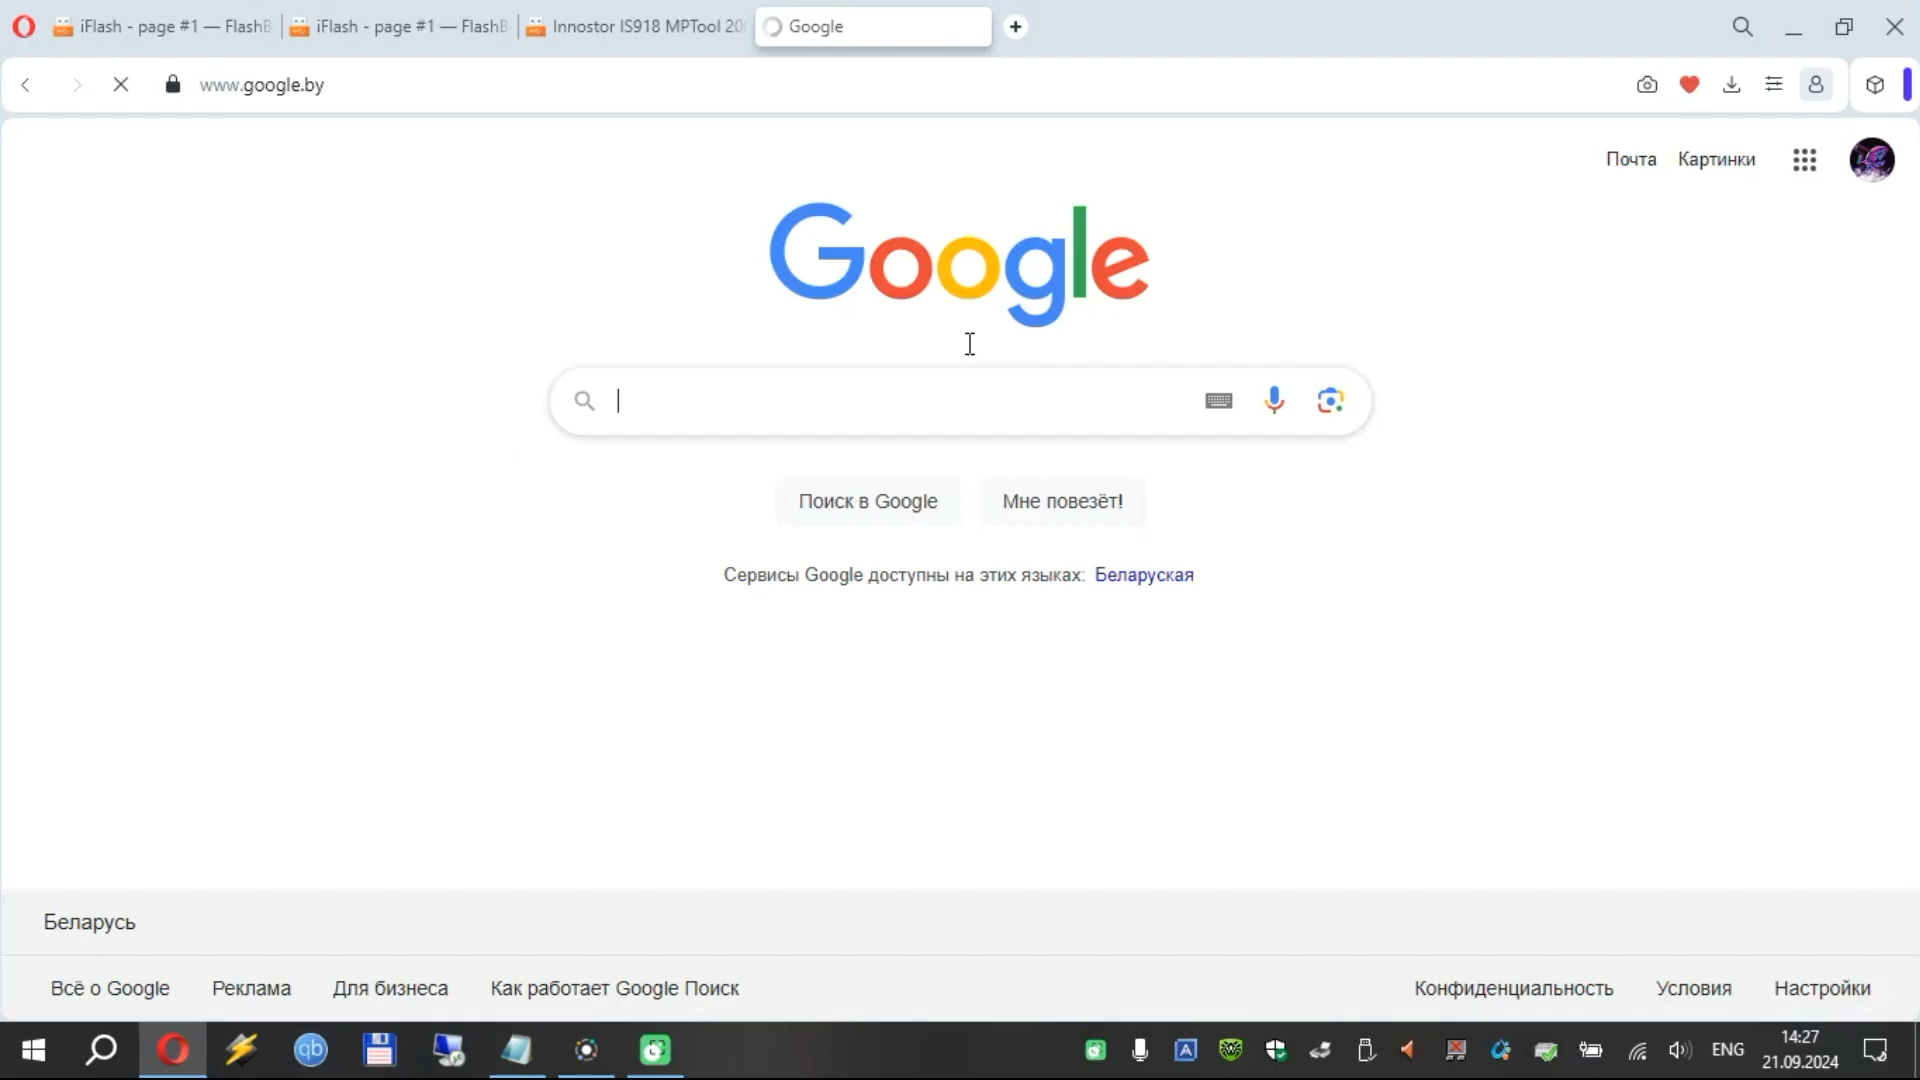 iFlash - page #1 — FlashB
iFlash - page #1 — FlashB
Innostor IS918 MPTool 20
Google
www.google.by
Почта
Картинки
Google
Поиск в Google
Мне повезёт!
Сервисы Google доступны на этих языках: Беларуская
Беларусь
Всё о Google
Реклама
Для бизнеса
Как работает Google Поиск
Конфиденциальность
Условия
Настройки
qb
A
ENG
14:27
21.09.2024